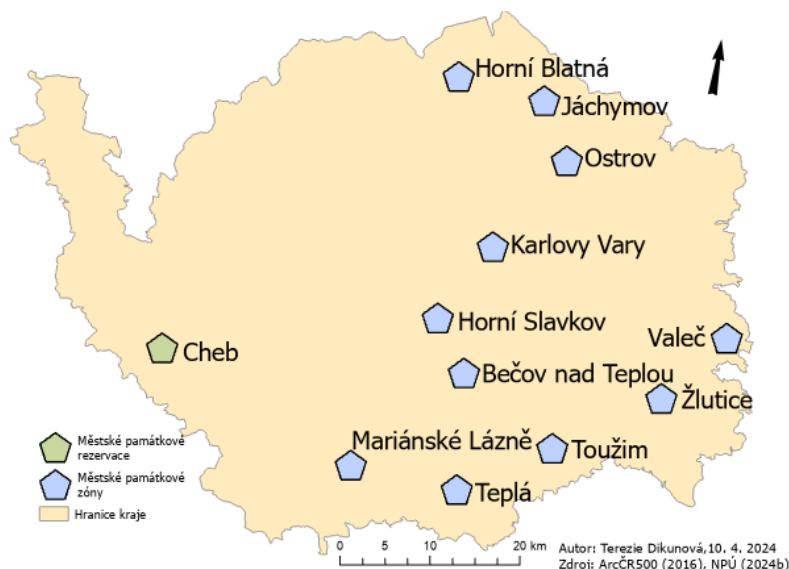 Horní Blatná
Jáchymov
Ostrov
Karlovy Vary
Horní Slavkov
Valeč
Cheb
Bečov nad Teplou
Žlutice
Mariánské Lázně
Toužim
Teplá
Městské památkové
rezervace
Městské památkové
zóny
Hranice kraje
0 5 10 20 km
Autor: Terezie Dikunová,10. 4. 2024
Zdroj: ArcČR500 (2016), NPÚ (2024b)